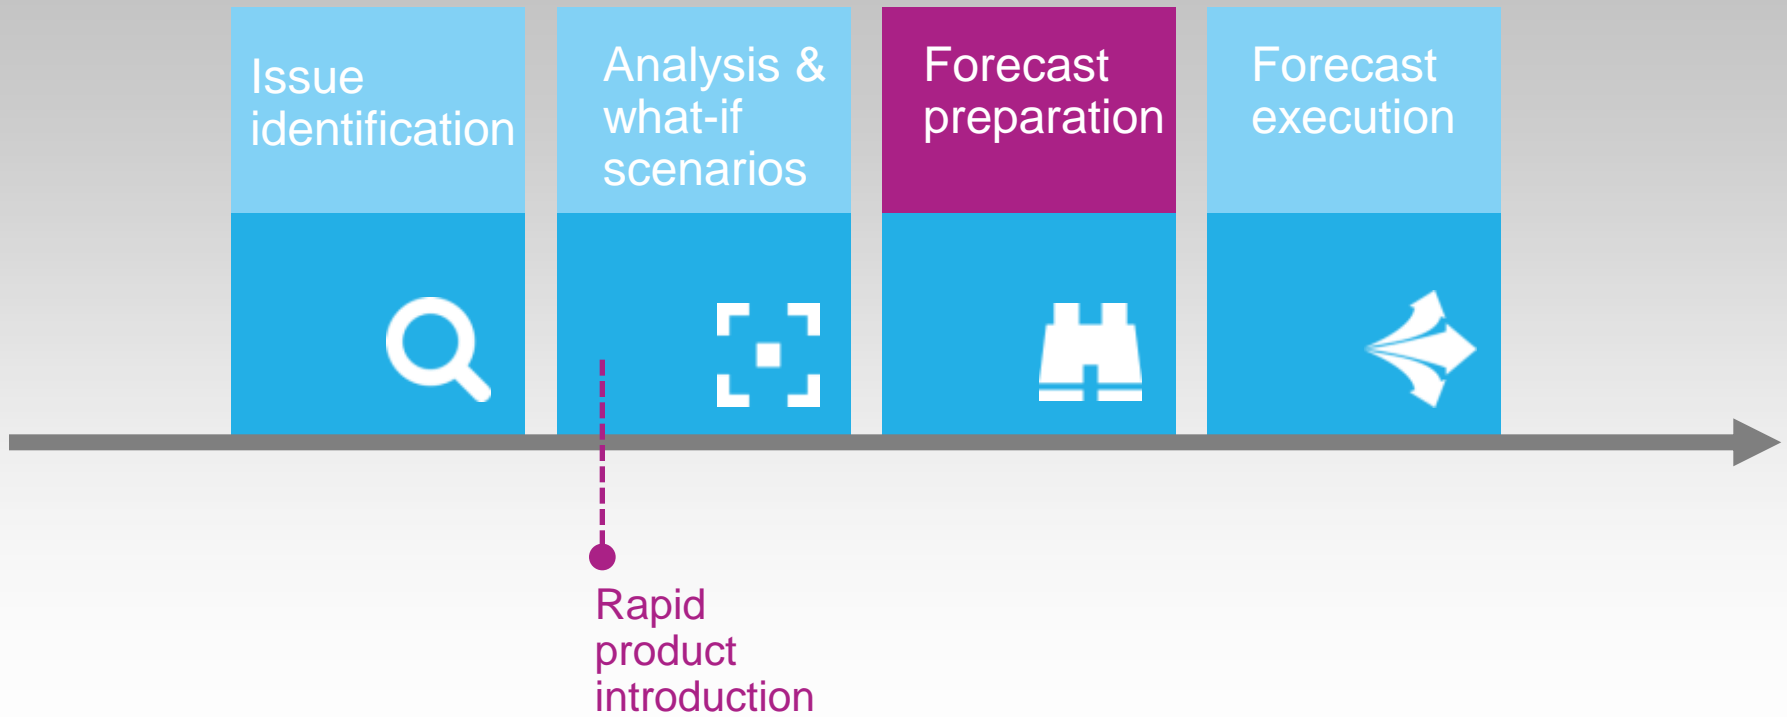 Issue
identification
Analysis &
what-if
scenarios
Forecast
preparation
Forecast
execution
Rapid
product
introduction